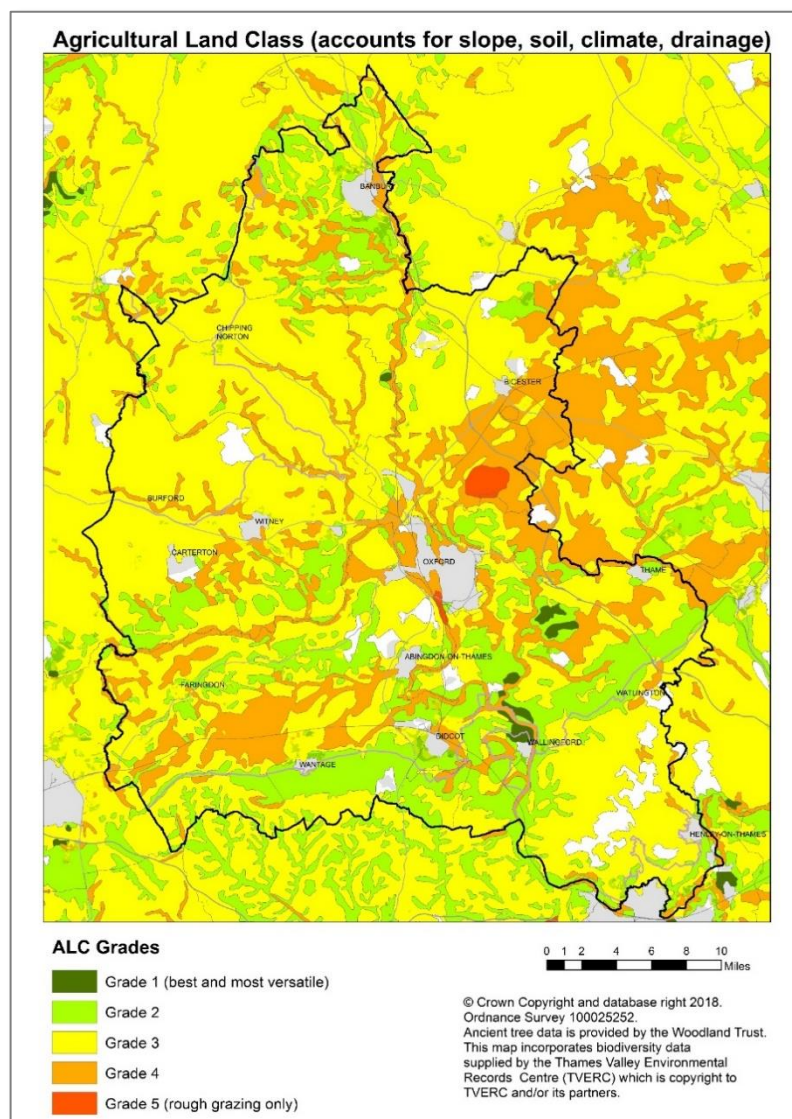 Agricultural Land Class (accounts for slope, soil, climate, drainage)
BANBURY
CHIPPING
NORTON
BICESTER
BURFORD
WITNEY
CARTERTON
OXFORD
THAME
ABINGDON-ON-THAMES
FARINGDON
WATLINGTON
DIDCOT
WALLINGFORD
WANTAGE
HENLEY-ON-THAMES
ALC Grades
Grade 1 (best and most versatile)
Grade 2
Grade 3
Grade 4
Grade 5 (rough grazing only)
0 1 2 4 6 8 10
Miles
© Crown Copyright and database right 2018.
Ordnance Survey 100025252.
Ancient tree data is provided by the Woodland Trust.
This map incorporates biodiversity data
supplied by the Thames Valley Environmental
Records Centre (TVERC) which is copyright to
TVERC and/or its partners.